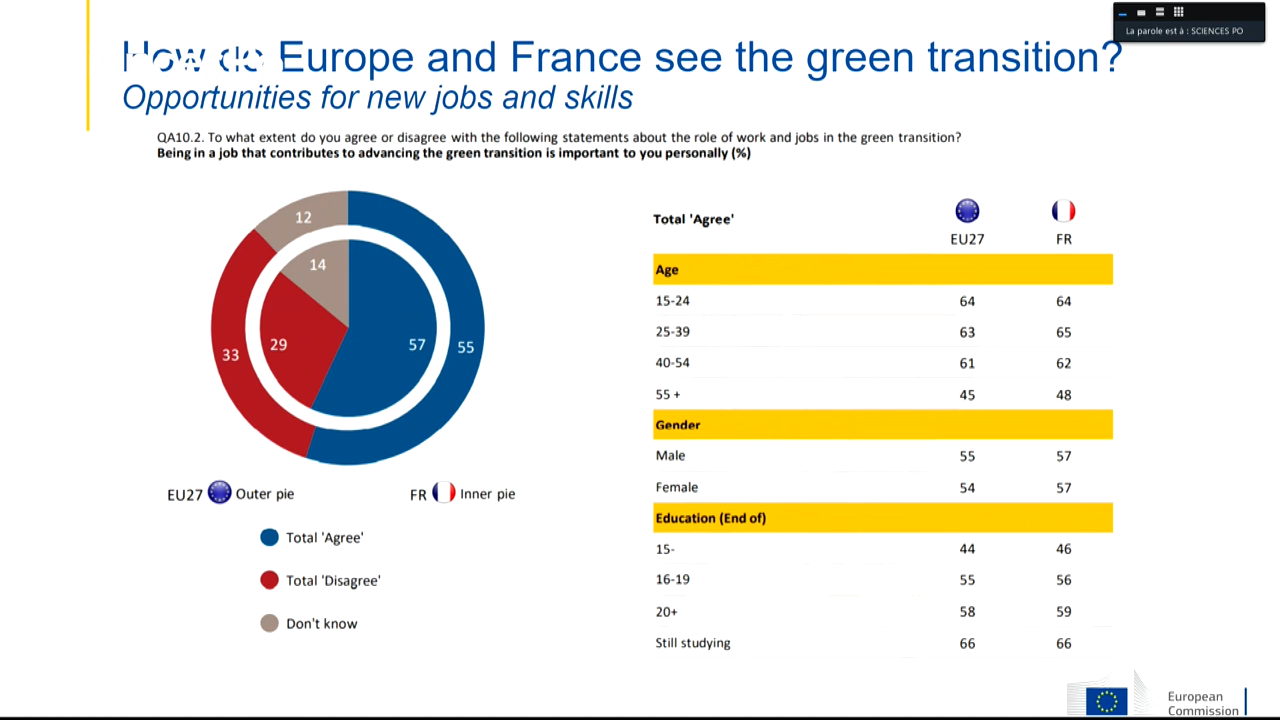 La parole est à : SCIENCES PO
Europe and France see the green transition?
Opportunities for new jobs and skills
QA10.2. To what extent do you agree or disagree with the following statements about the role of work and jobs in the green transition?
Being in a job that contributes to advancing the green transition is important to you personally (%)
12
14
33
29
57
55
EU27 Outer pie
FR Inner pie
Total 'Agree'
Total 'Disagree'
Don't know
Total 'Agree'
EU27 FR
Age
15-24 64 64
25-39 63 65
40-54 61 62
55 + 45 48
Gender
Male 55 57
Female 54 57
Education (End of)
15- 44 46
16-19 55 56
20+ 58 59
Still studying 66 66
European
Commission